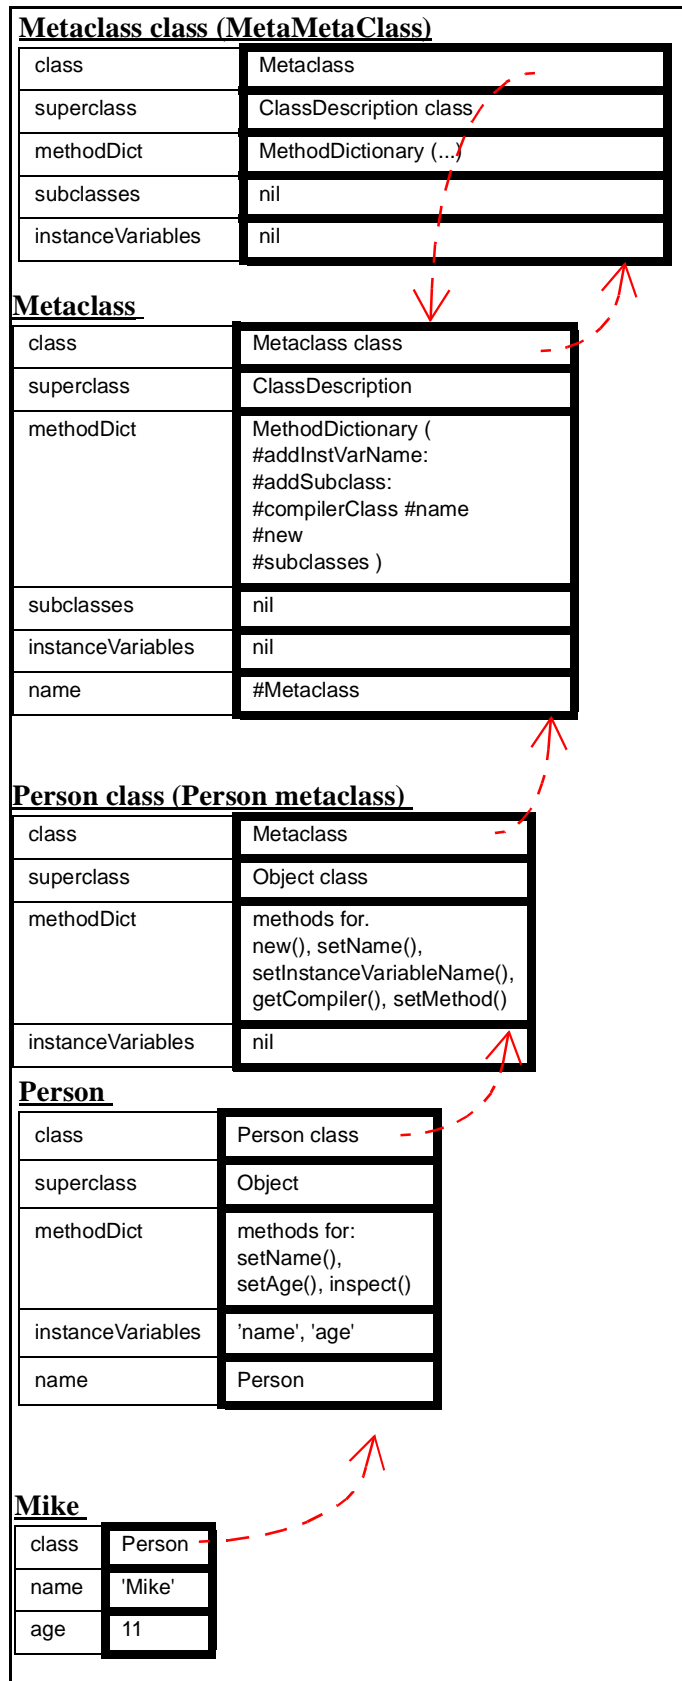 Metaclass class (MetaMetaClass)
class Metaclass
superclass ClassDescription class
methodDict MethodDictionary (...)
subclasses nil
instanceVariables nil
Metaclass
class Metaclass class
superclass ClassDescription
methodDict MethodDictionary (
#addInstVarName:
#addSubclass:
#compilerClass #name
#new
#subclasses )
subclasses nil
instanceVariables nil
name #Metaclass
Person class (Person metaclass)
class Metaclass
superclass Object class
methodDict methods for.
new(), setName(),
setInstanceVariableName(),
getCompiler(), setMethod()
instanceVariables nil
Person
class Person class
superclass Object
methodDict methods for:
setName(),
setAge(), inspect()
instanceVariables ’name’, 'age'
name Person
Mike
class Person
name 'Mike'
age 11